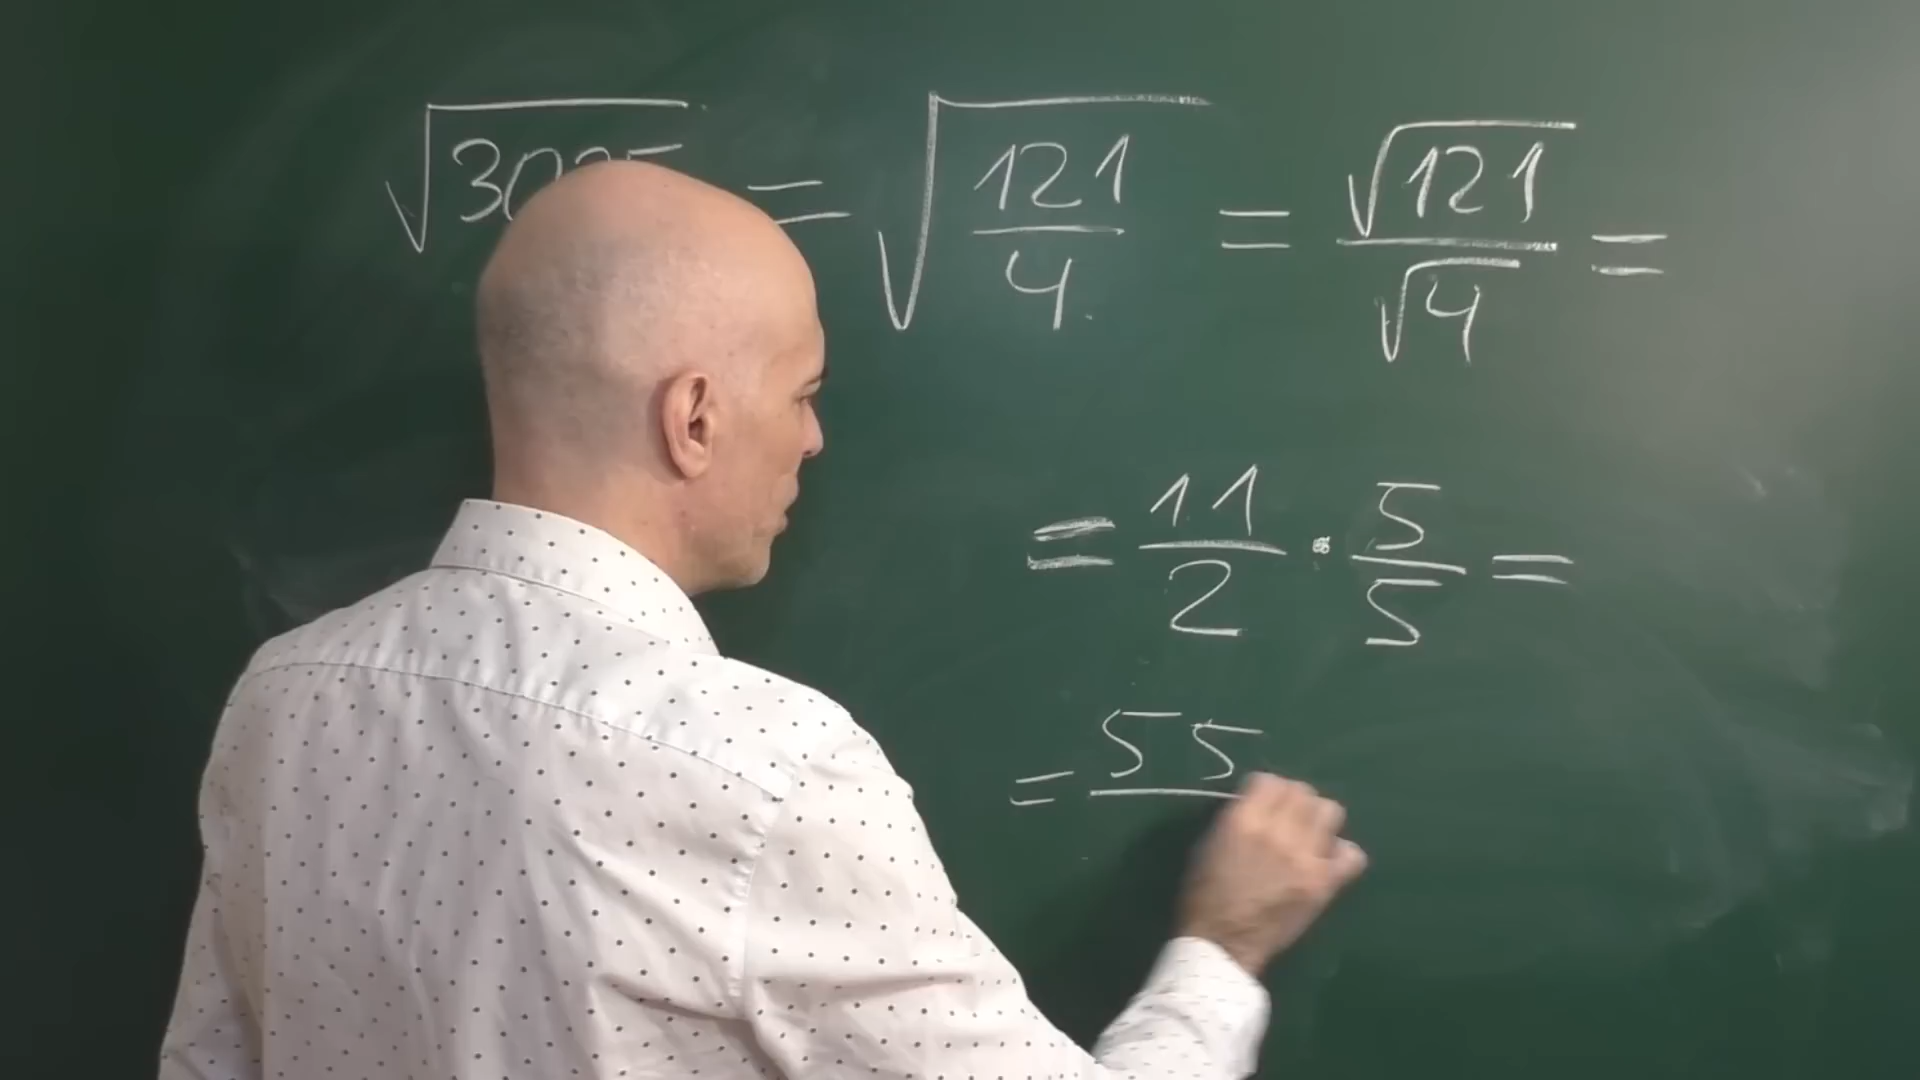 √30 = √121/4 = √121/√4 =
= 11/2 · 5/5 =
= 55